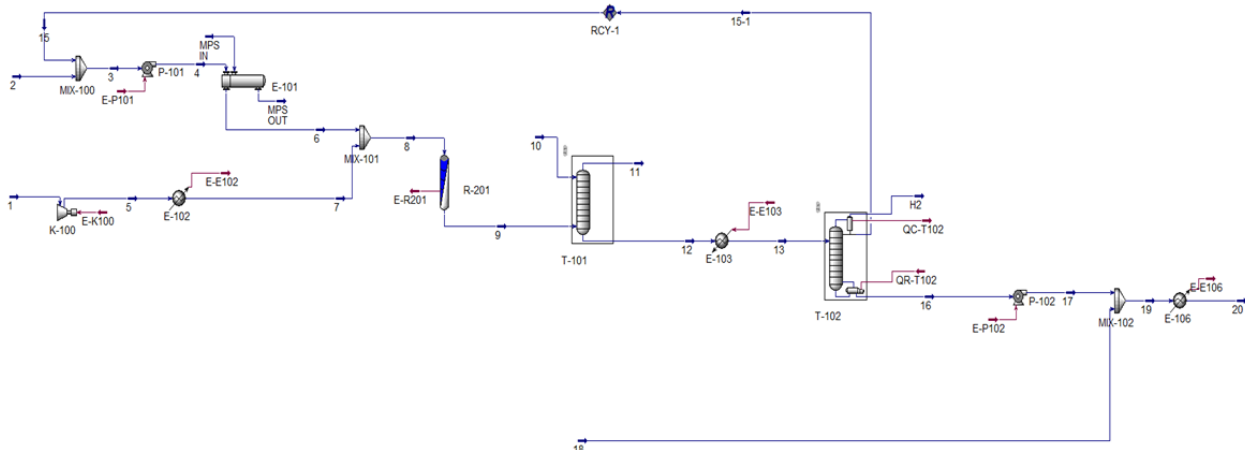 15
RCY-1
15-1
MPS
IN
2
MIX-100
3
P-101
4
E-101
E-P101
MPS
OUT
6
MIX-101
8
10
11
H2
QC-T102
1
K-100
E-K100
5
E-E102
E-102
7
E-R201
R-201
9
T-101
12
E-E103
E-103
13
QR-T102
T-102
16
P-102
17
E-P102
MIX-102
19
E-E106
E-106
20
18